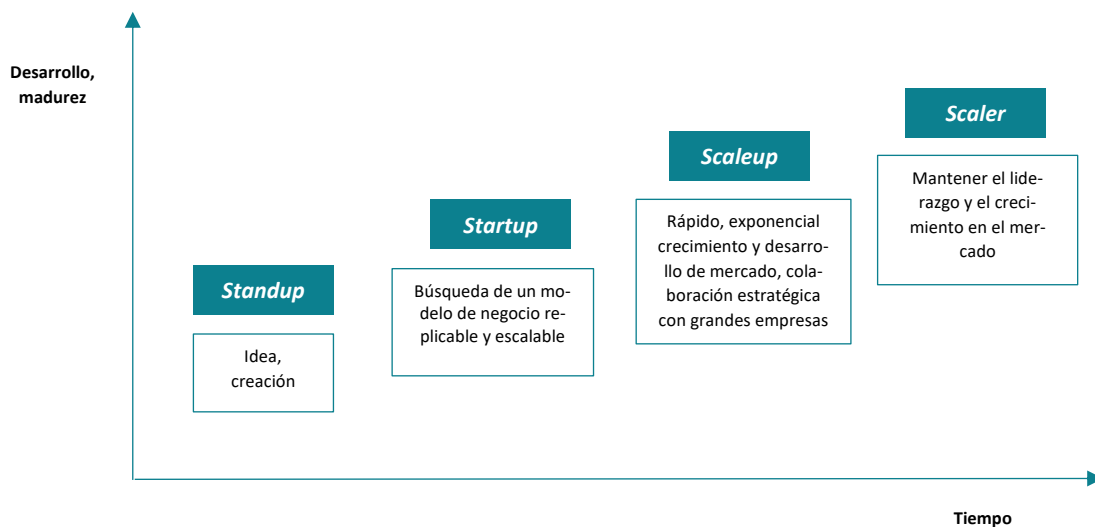 Desarrollo,
madurez
Scaler
Mantener el lide-
razgo y el creci-
miento en el mer-
cado
Scaleup
Rápido, exponencial
crecimiento y desarro-
llo de mercado, cola-
boración estratégica
con grandes empresas
Startup
Búsqueda de un mo-
delo de negocio re-
plicable y escalable
Standup
Idea,
creación
Tiempo